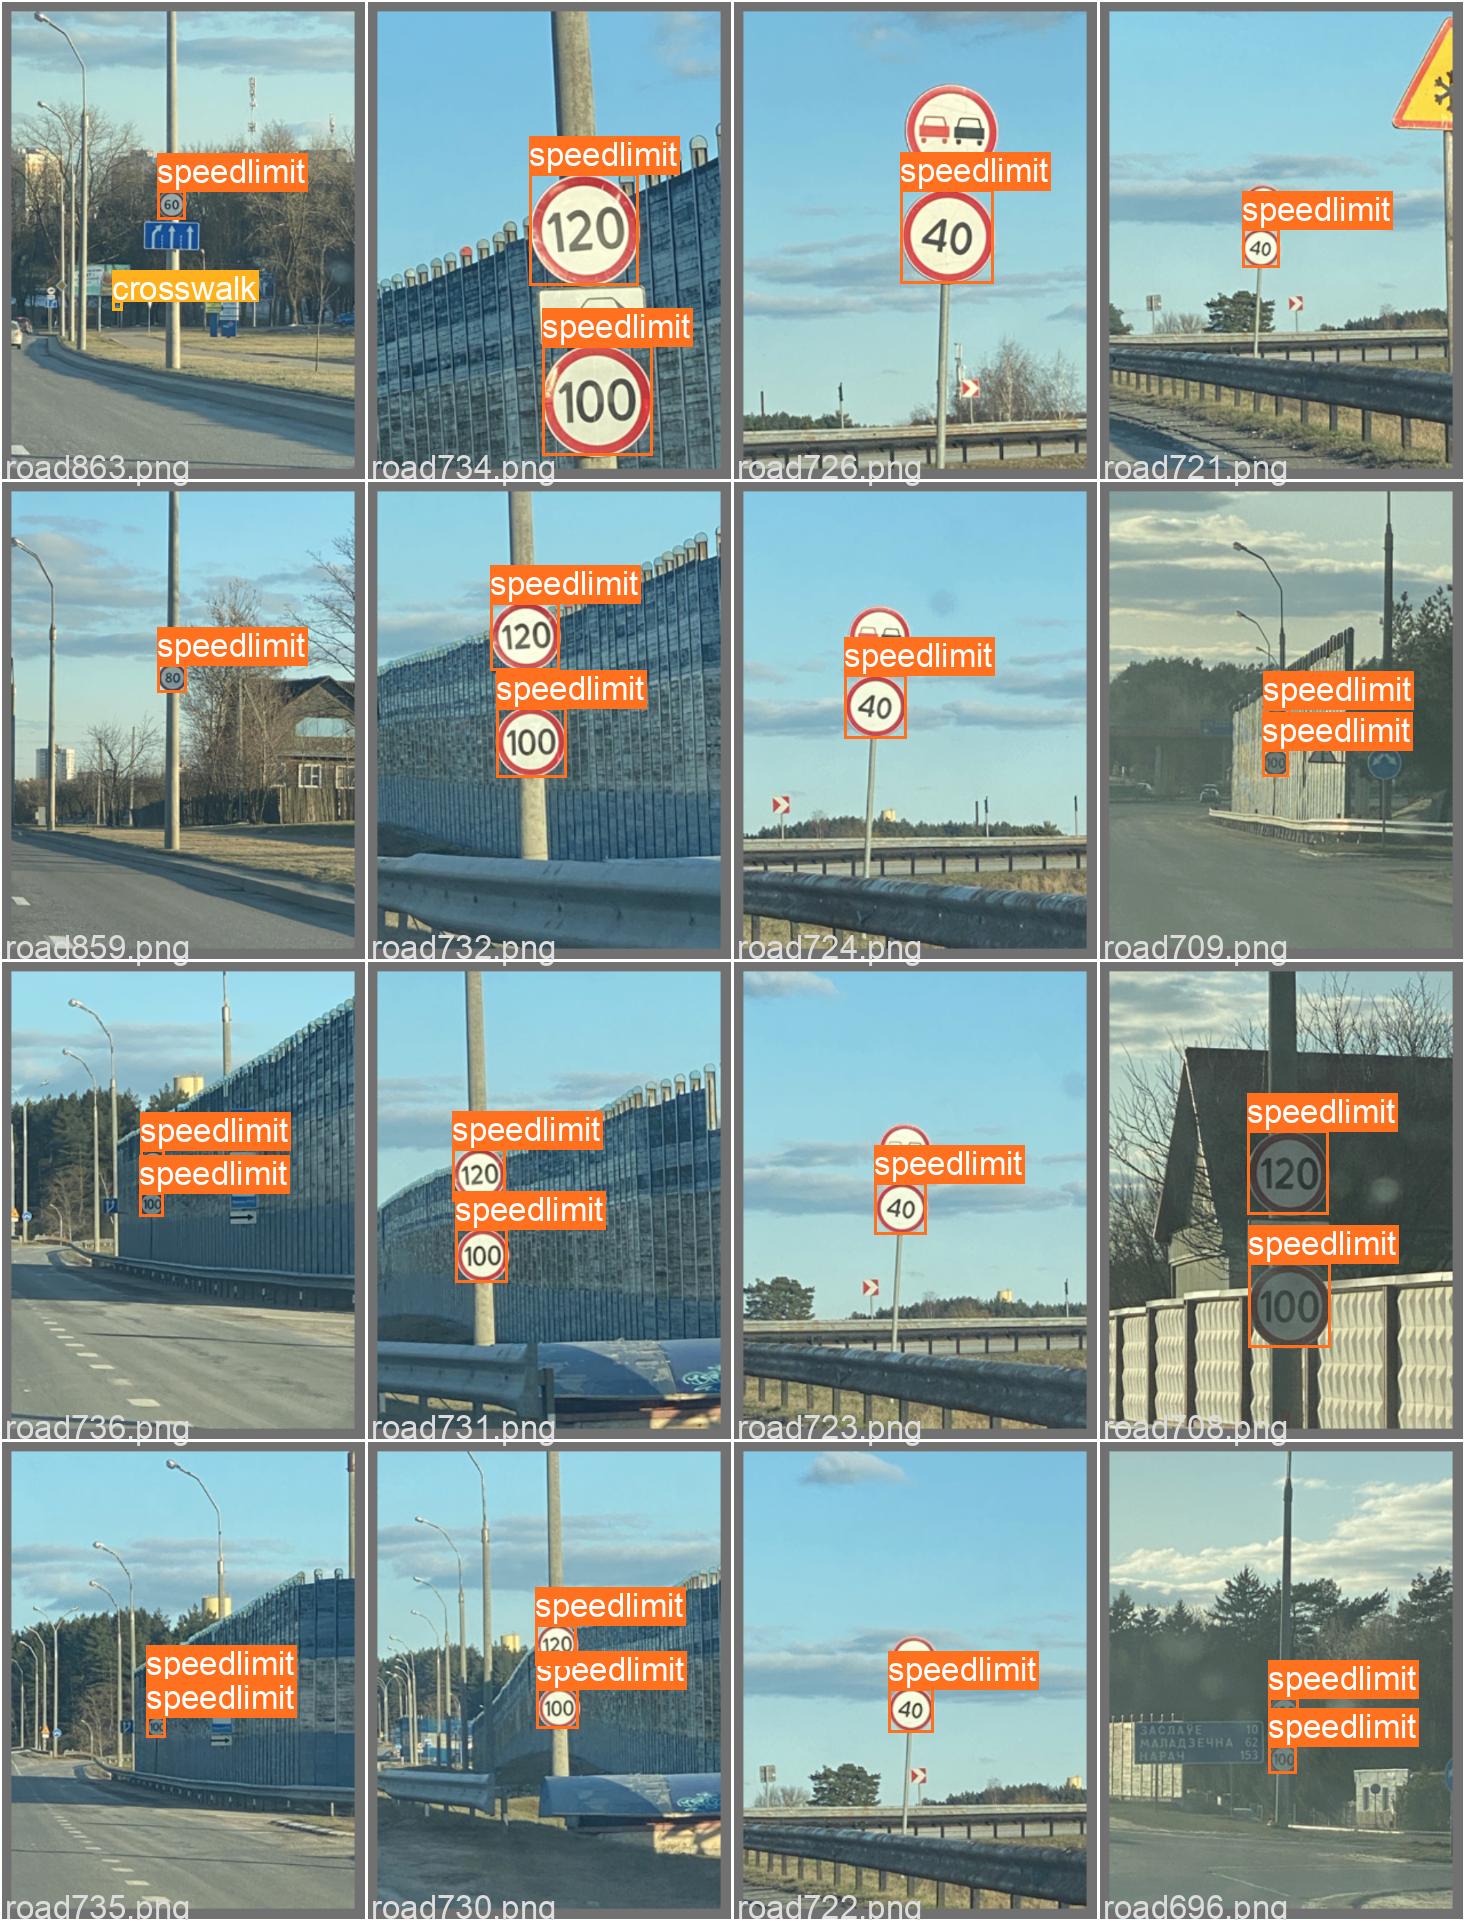 speedlimit
60
crosswalk
road863.png
speedlimit
120
speedlimit
100
road734.png
speedlimit
40
road726.png
speedlimit
40
road721.png
speedlimit
80
road859.png
speedlimit
120
speedlimit
100
road732.png
speedlimit
40
road724.png
speedlimit
speedlimit
100
road709.png
speedlimit
speedlimit
100
road736.png
speedlimit
120
speedlimit
100
road731.png
speedlimit
40
road723.png
speedlimit
120
speedlimit
100
road708.png
speedlimit
speedlimit
100
road735.png
speedlimit
120
speedlimit
100
road730.png
speedlimit
40
road722.png
speedlimit
speedlimit
ЗАСЛАЎЕ 10
МАЛАДЗЕЧНА 62
НАРАЧ 153
100
road696.png